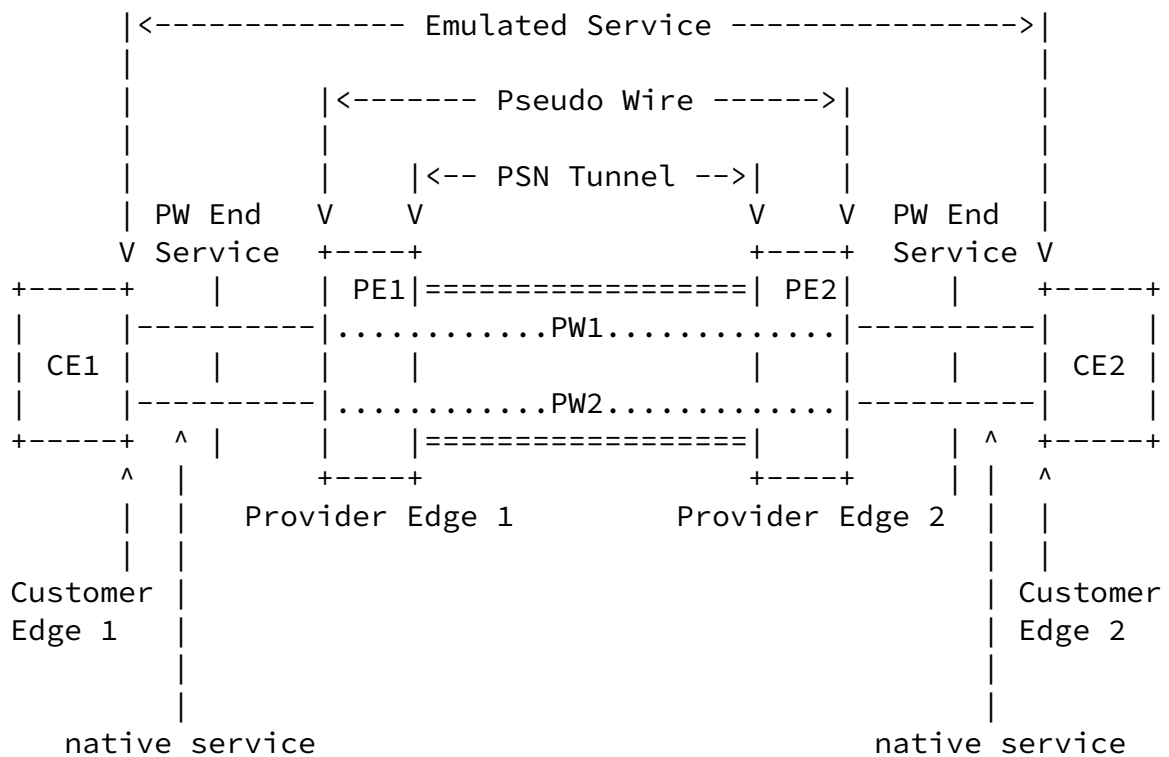 |<-------------- Emulated Service ---------------->|
|                                                  |
|          |<------- Pseudo Wire ------>|          |
|          |                            |          |
|          |    |<-- PSN Tunnel -->|    |          |
| PW End   V    V                  V    V  PW End  |
V Service  +----+                  +----+  Service V
+-----+    |     | PE1|==================| PE2|     |    +-----+
|     |----------|............PW1.............|----------|     |
| CE1 |    |     |    |                  |    |     |    | CE2 |
|     |----------|............PW2.............|----------|     |
+-----+  ^ |     |    |==================|    |     | ^  +-----+
^  |       +----+                  +----+     | |  ^
|  |   Provider Edge 1         Provider Edge 2  |  |
|  |                                            |  |
Customer |                                            | Customer
Edge 1   |                                            | Edge 2
|                                            |
|                                            |
native service                               native service